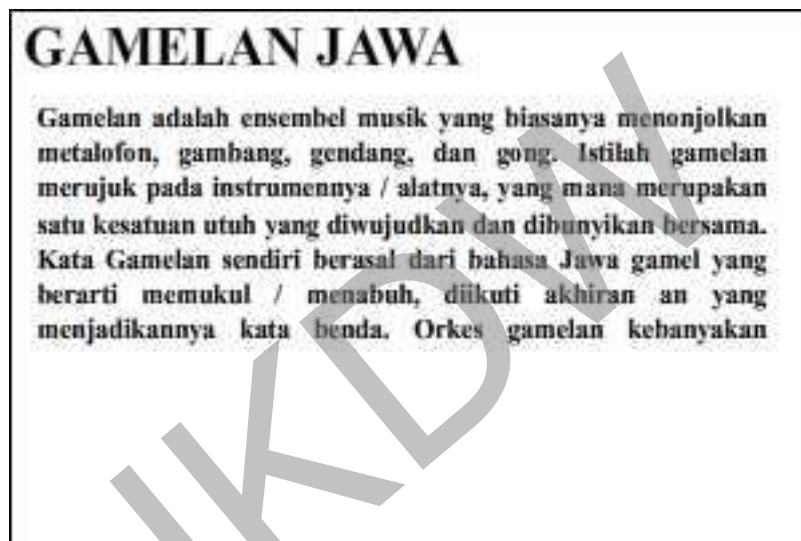 GAMELAN JAWA
Gamelan adalah ensembel musik yang biasanya menonjolkan
metalofon, gambang, gendang, dan gong. Istilah gamelan
merujuk pada instrumennya / alatnya, yang mana merupakan
satu kesatuan utuh yang diwujudkan dan dibunyikan bersama.
Kata Gamelan sendiri berasal dari bahasa Jawa gamel yang
berarti memukul / menabuh, diikuti akhiran an yang
menjadikannya kata benda. Orkes gamelan kebanyakan